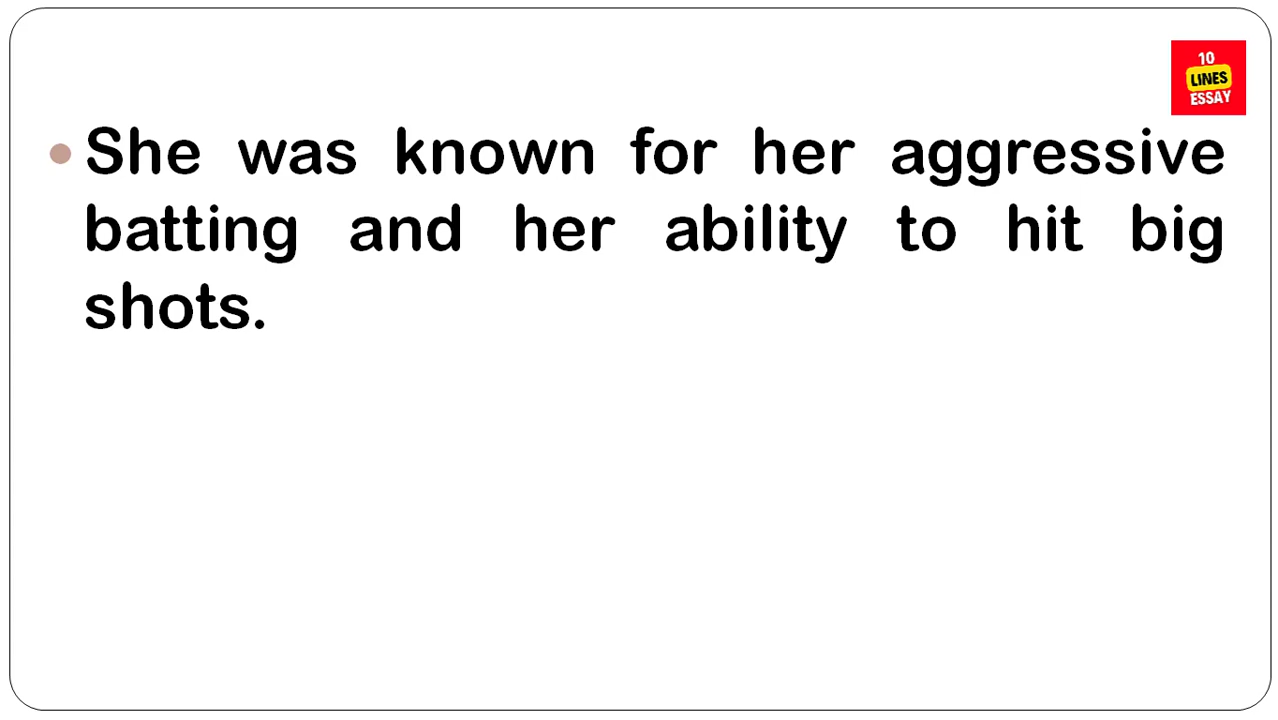 10
LINES
ESSAY
She was known for her aggressive
batting and her ability to hit big
shots.